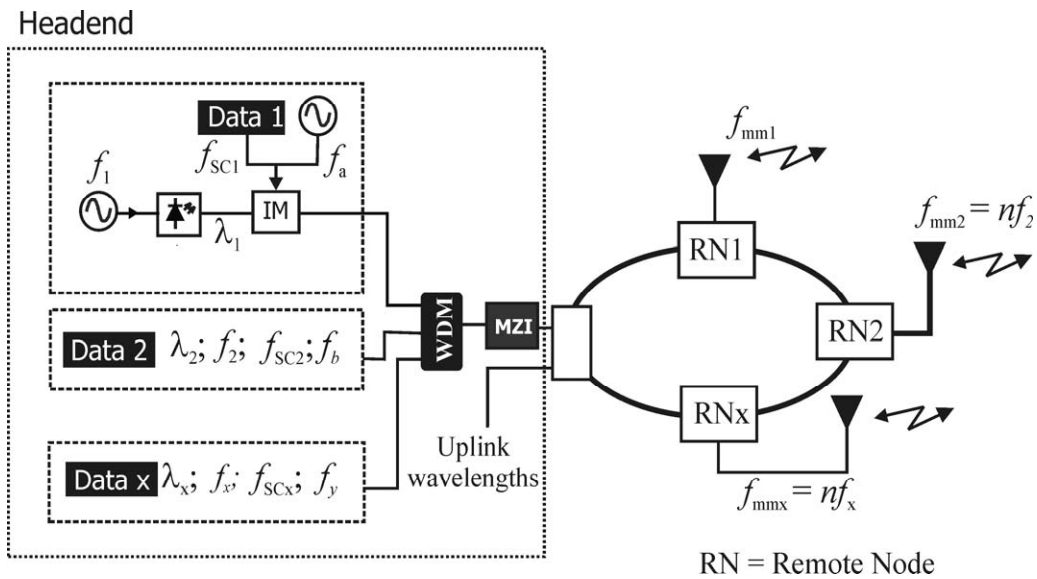 Headend
Data 1
f_SC1
f_a
f_1
IM
λ_1
Data 2 λ_2; f_2; f_SC2; f_b
Data x λ_x; f_x; f_SCx; f_y
WDM
MZI
Uplink
wavelengths
f_mm1
RN1
f_mm2 = nf_2
RN2
RNx
f_mmx = nf_x
RN = Remote Node